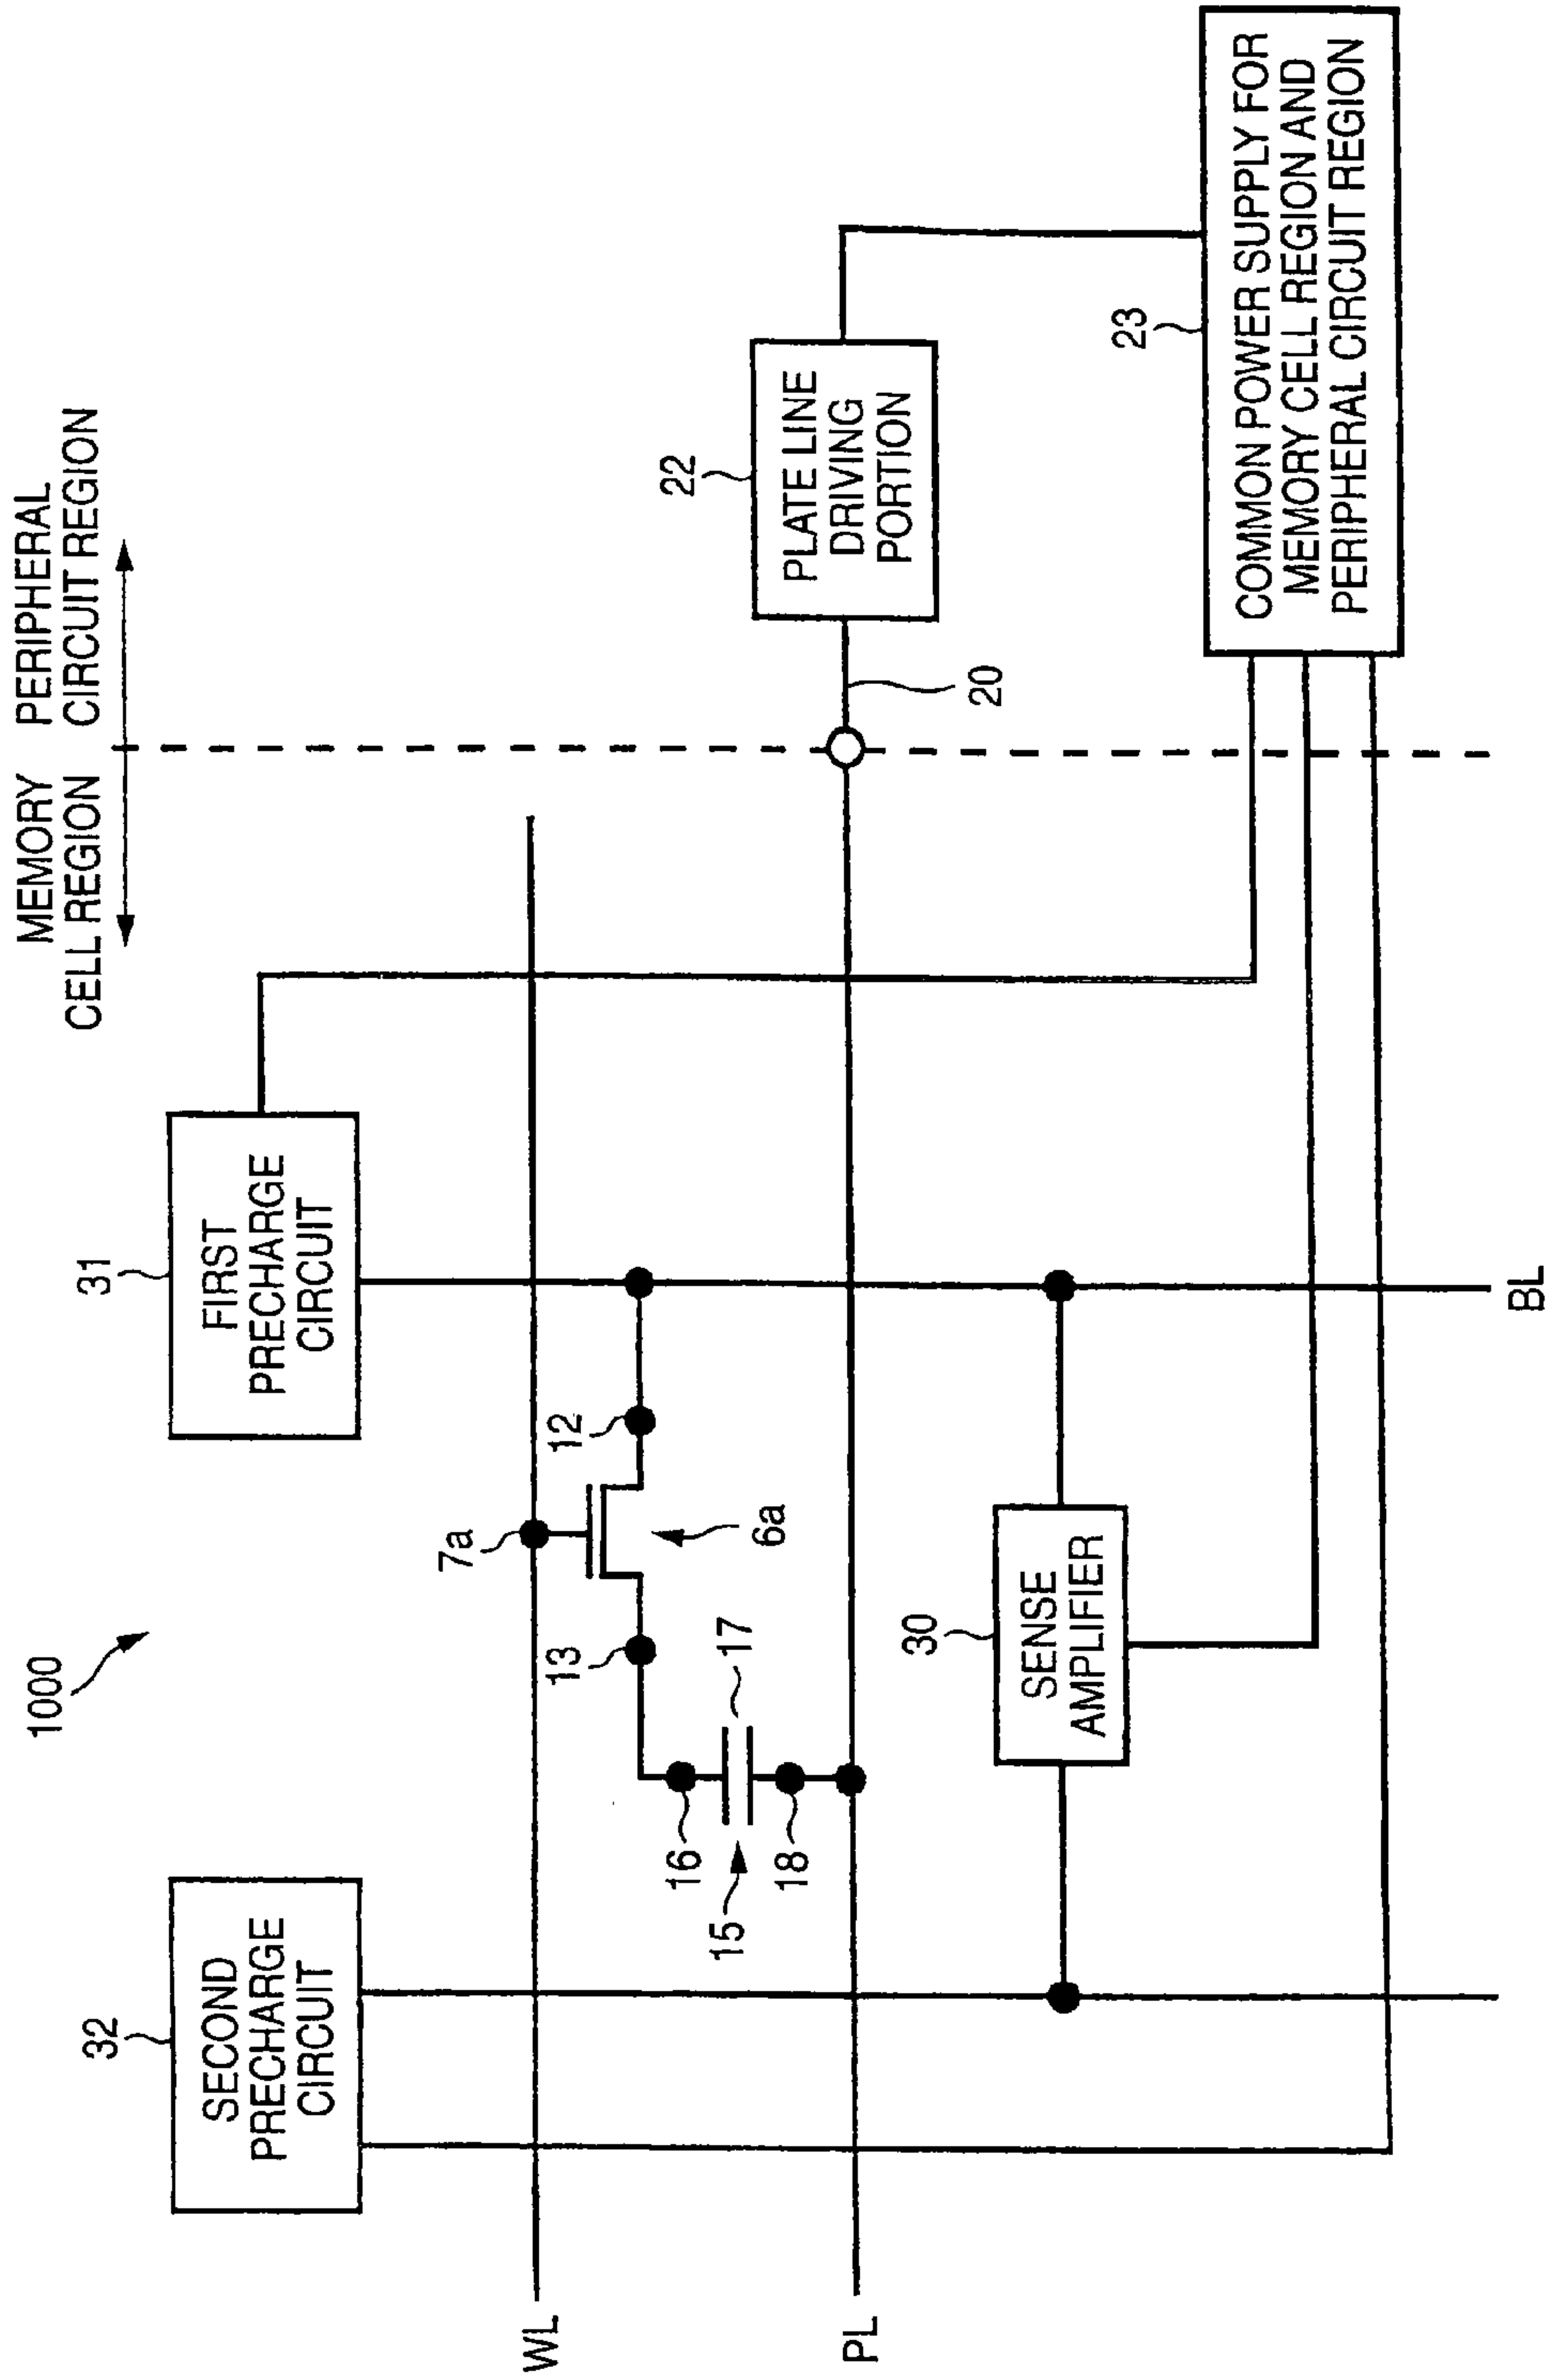 1000
MEMORY
CELL REGION
PERIPHERAL
CIRCUIT REGION
32
SECOND
PRECHARGE
CIRCUIT
31
FIRST
PRECHARGE
CIRCUIT
WL
7a
13
12
6a
16
17
15
18
PL
20
22
PLATE LINE
DRIVING
PORTION
30
SENSE
AMPLIFIER
23
COMMON POWER SUPPLY FOR
MEMORY CELL REGION AND
PERIPHERAL CIRCUIT REGION
BL